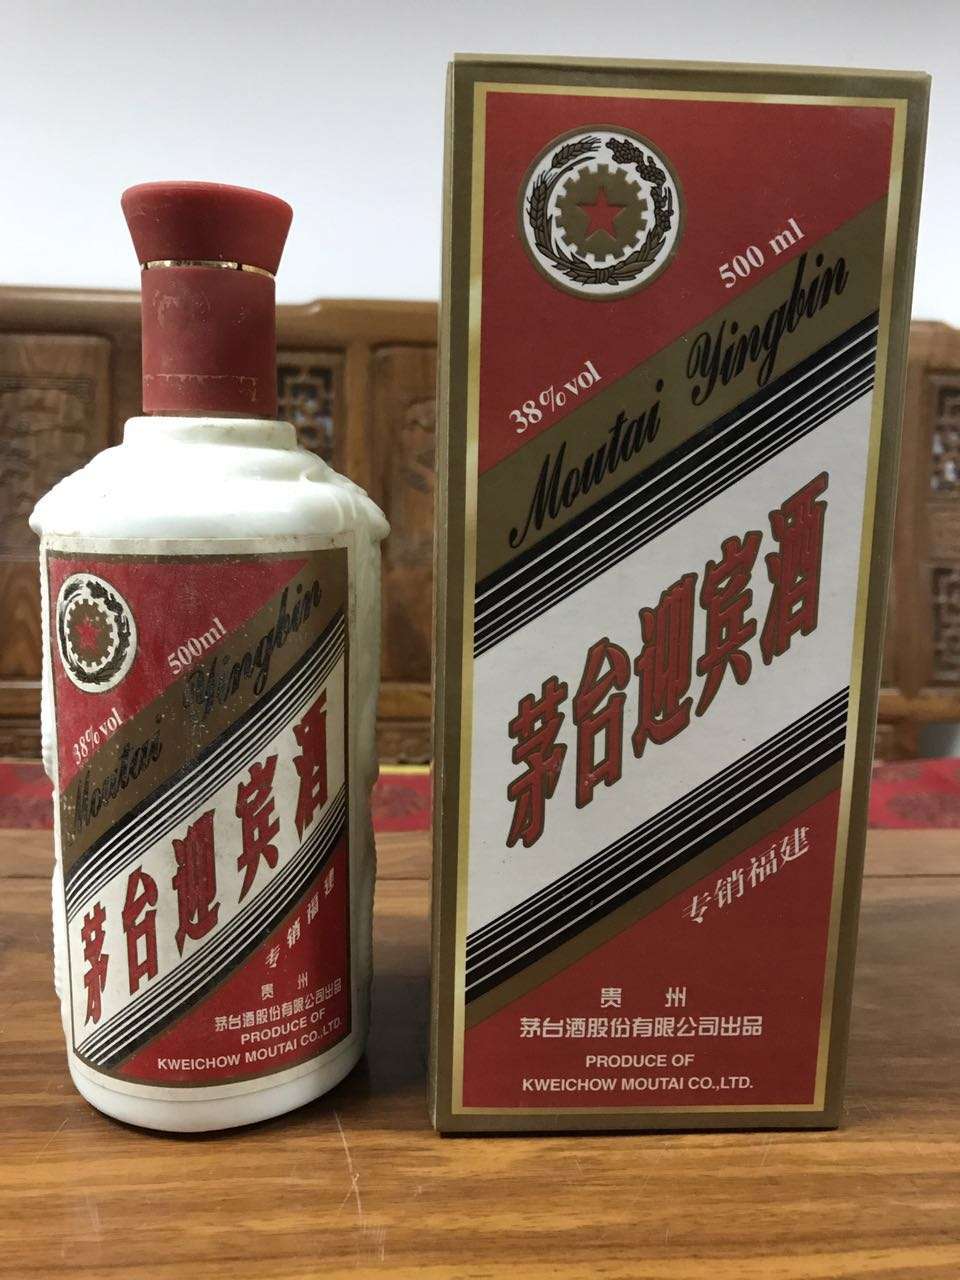 500ml
38%vol
Moutai Yingbin
茅台迎宾酒
专销福建
贵州
茅台酒股份有限公司出品
PRODUCE OF
KWEICHOW MOUTAI CO.,LTD.
500 ml
38%vol
Moutai Yingbin
茅台迎宾酒
专销福建
贵州
茅台酒股份有限公司出品
PRODUCE OF
KWEICHOW MOUTAI CO.,LTD.